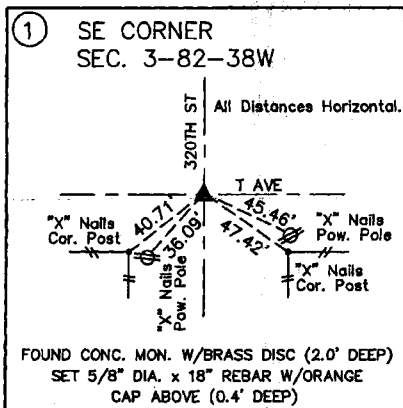 1 SE CORNER
SEC. 3-82-38W
320TH ST
All Distances Horizontal.
T AVE
40.71'
45.46'
36.09'
47.42'
"X" Nails
Cor. Post
"X" Nails
Pow. Pole
"X" Nails
Pow. Pole
"X" Nails
Cor. Post
FOUND CONC. MON. W/BRASS DISC (2.0' DEEP)
SET 5/8" DIA. x 18" REBAR W/ORANGE
CAP ABOVE (0.4' DEEP)